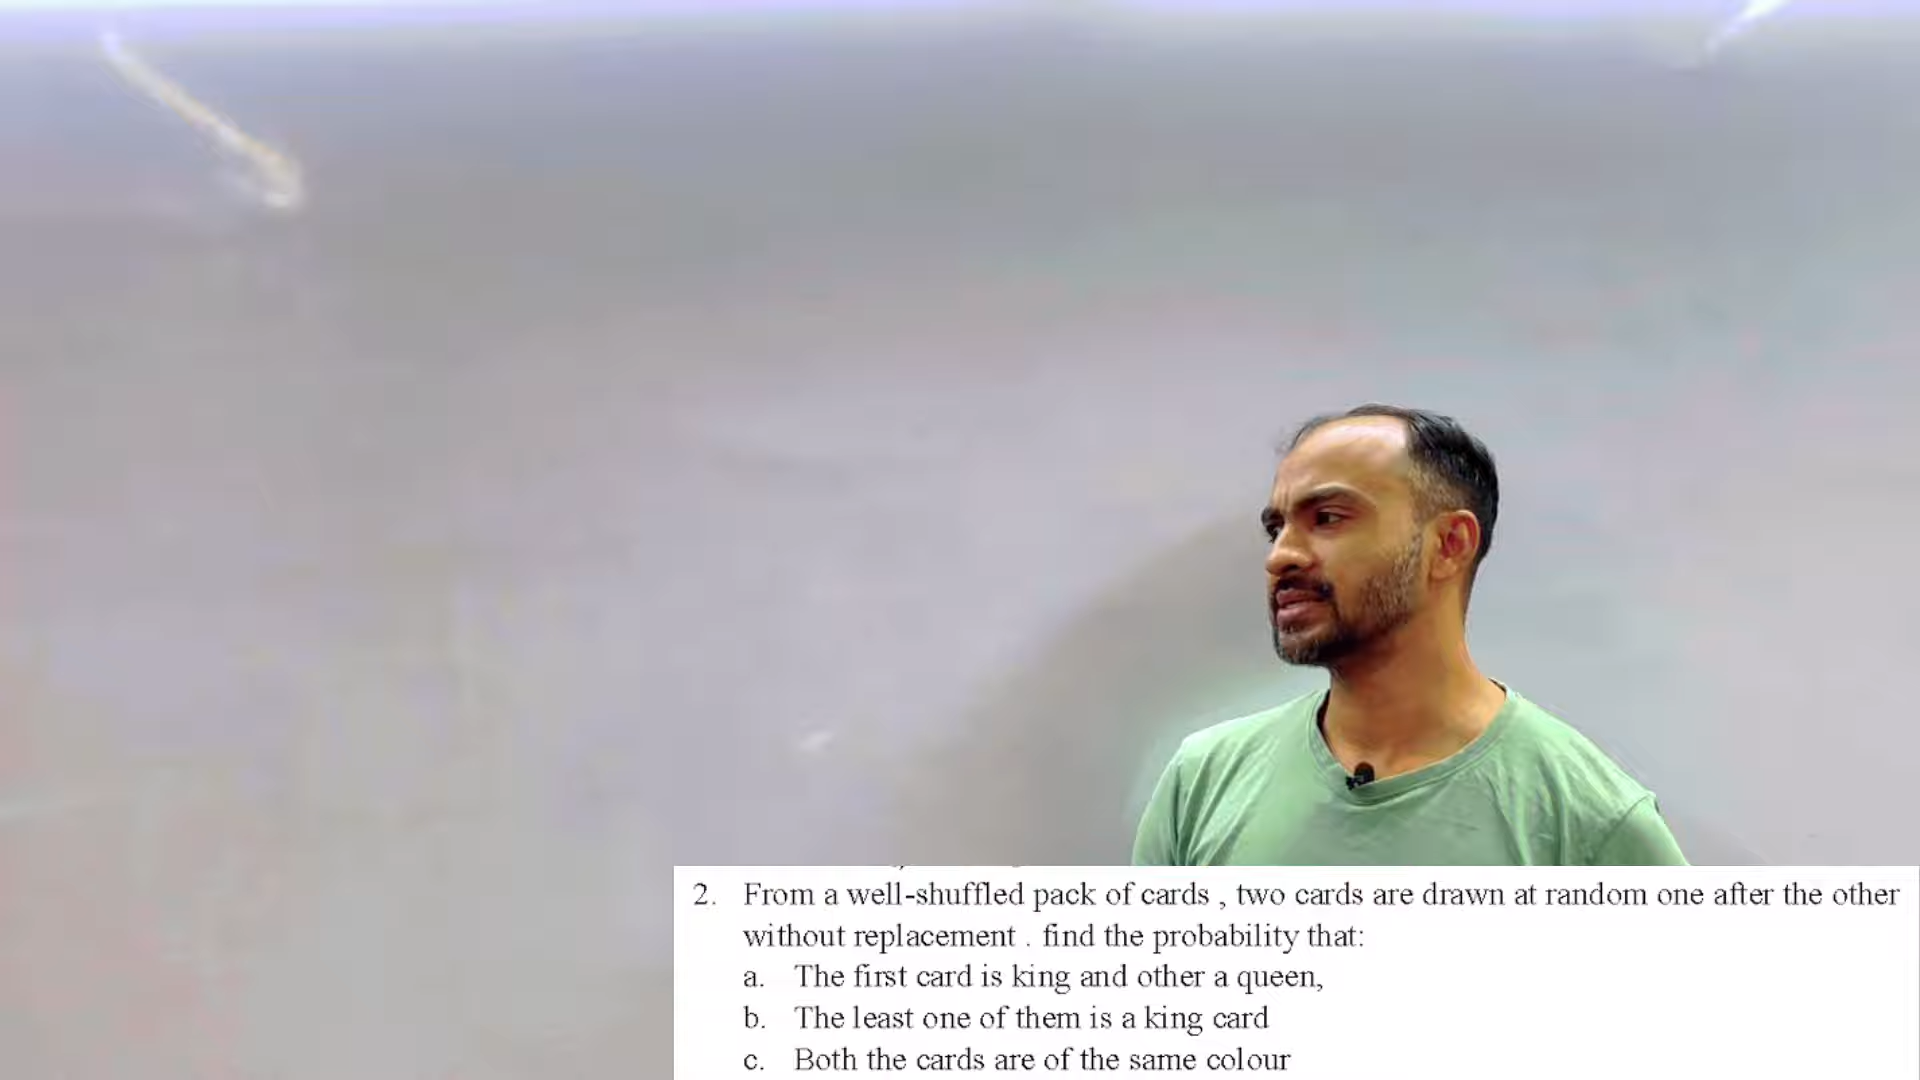 2. From a well-shuffled pack of cards , two cards are drawn at random one after the other
without replacement . find the probability that:
a. The first card is king and other a queen,
b. The least one of them is a king card
c. Both the cards are of the same colour